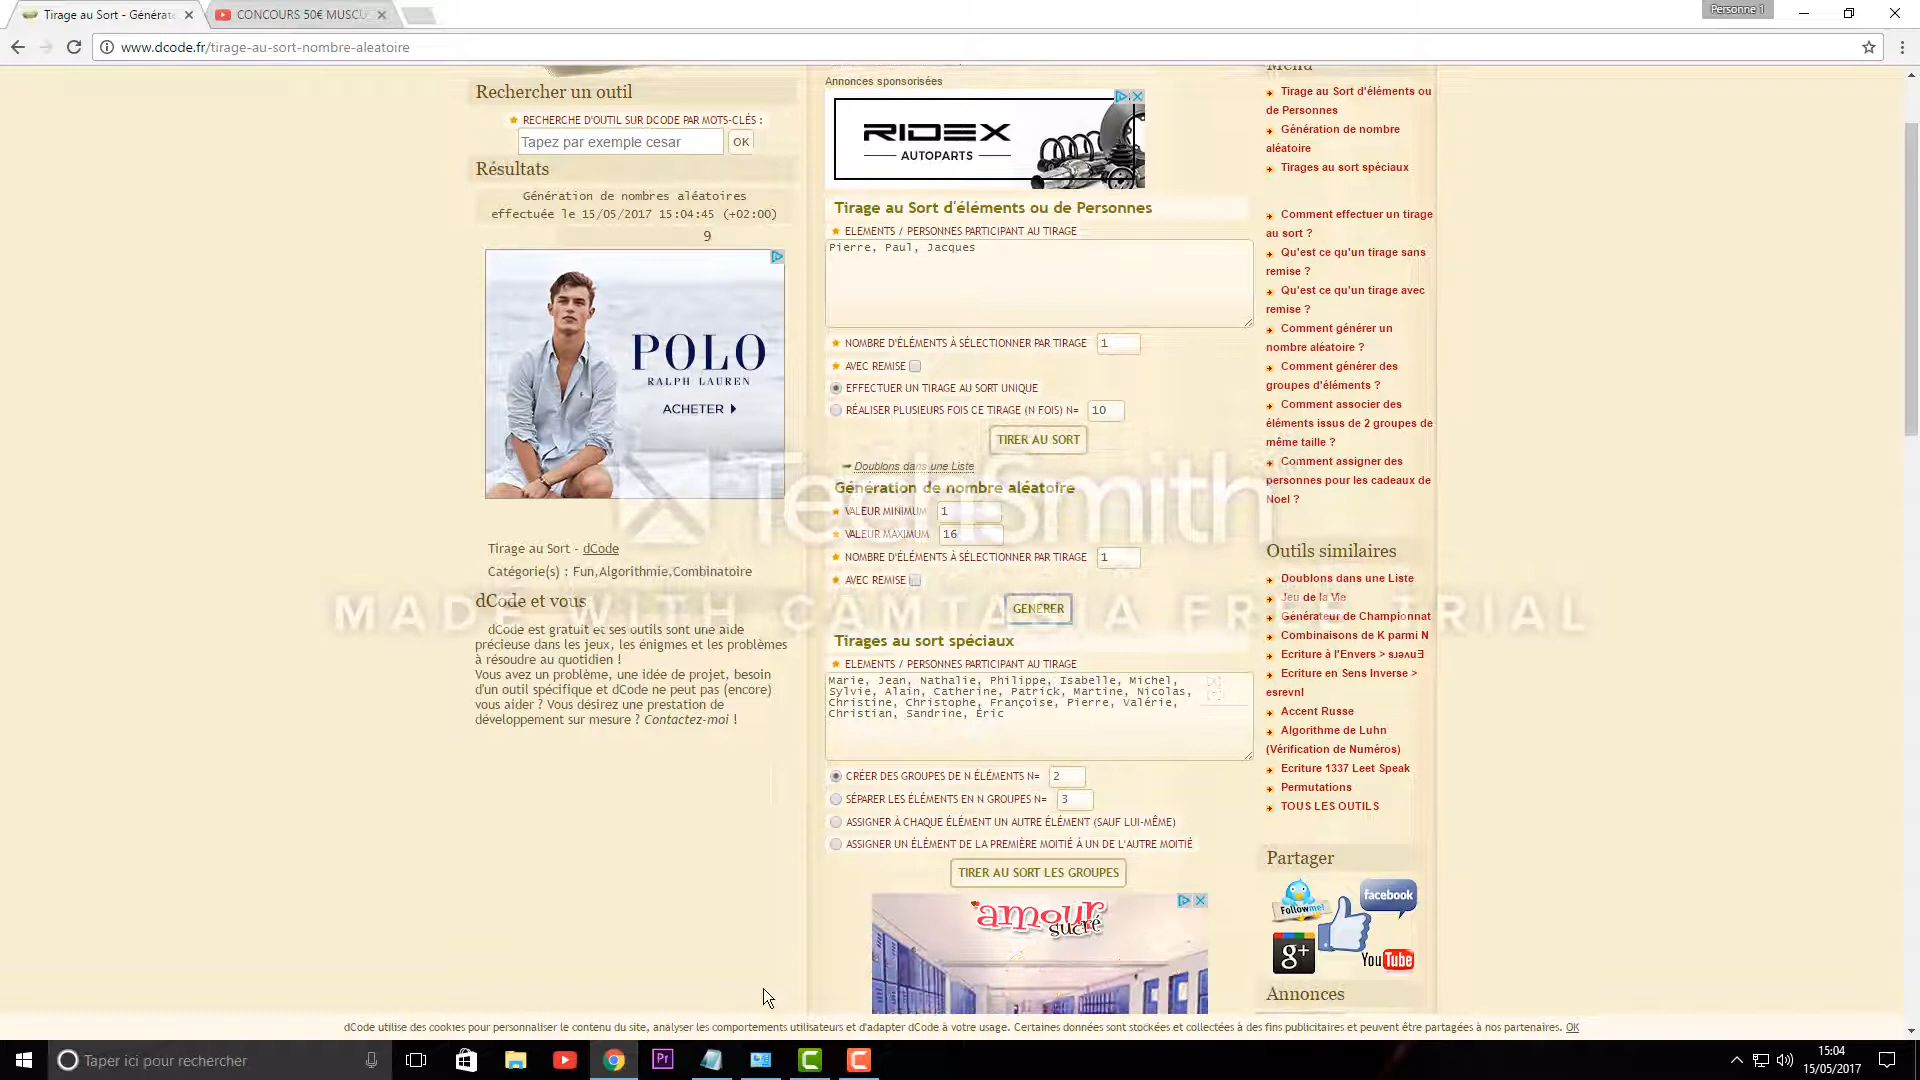 Tirage au Sort - Générate
CONCOURS 50€ MUSCU
Personne 1
www.dcode.fr/tirage-au-sort-nombre-aleatoire
Rechercher un outil
RECHERCHE D'OUTIL SUR DCODE PAR MOTS-CLÉS :
Tapez par exemple cesar
OK
Résultats
Génération de nombres aléatoires
effectuée le 15/05/2017 15:04:45 (+02:00)
9
POLO
RALPH LAUREN
ACHETER
Tirage au Sort - dCode
Catégorie(s) : Fun,Algorithmie,Combinatoire
dCode et vous
dCode est gratuit et ses outils sont une aide
précieuse dans les jeux, les énigmes et les problèmes
à résoudre au quotidien !
Vous avez un problème, une idée de projet, besoin
d'un outil spécifique et dCode ne peut pas (encore)
vous aider ? Vous désirez une prestation de
développement sur mesure ? Contactez-moi !
Annonces sponsorisées
RIDEX
AUTOPARTS
Tirage au Sort d'éléments ou de Personnes
ELEMENTS / PERSONNES PARTICIPANT AU TIRAGE
Pierre, Paul, Jacques
NOMBRE D'ÉLÉMENTS À SÉLECTIONNER PAR TIRAGE 1
AVEC REMISE
EFFECTUER UN TIRAGE AU SORT UNIQUE
RÉALISER PLUSIEURS FOIS CE TIRAGE (N FOIS) N= 10
TIRER AU SORT
Doublons dans une Liste
Génération de nombre aléatoire
VALEUR MINIMUM 1
VALEUR MAXIMUM 16
NOMBRE D'ÉLÉMENTS À SÉLECTIONNER PAR TIRAGE 1
AVEC REMISE
GÉNÉRER
Tirages au sort spéciaux
ELEMENTS / PERSONNES PARTICIPANT AU TIRAGE
Marie, Jean, Nathalie, Philippe, Isabelle, Michel,
Sylvie, Alain, Catherine, Patrick, Martine, Nicolas,
Christine, Christophe, Françoise, Pierre, Valérie,
Christian, Sandrine, Éric
CRÉER DES GROUPES DE N ÉLÉMENTS N= 2
SÉPARER LES ÉLÉMENTS EN N GROUPES N= 3
ASSIGNER À CHAQUE ÉLÉMENT UN AUTRE ÉLÉMENT (SAUF LUI-MÊME)
ASSIGNER UN ÉLÉMENT DE LA PREMIÈRE MOITIÉ À UN DE L'AUTRE MOITIÉ
TIRER AU SORT LES GROUPES
amour
sucré
Menu
Tirage au Sort d'éléments ou
de Personnes
Génération de nombre
aléatoire
Tirages au sort spéciaux
Comment effectuer un tirage
au sort ?
Qu'est ce qu'un tirage sans
remise ?
Qu'est ce qu'un tirage avec
remise ?
Comment générer un
nombre aléatoire ?
Comment générer des
groupes d'éléments ?
Comment associer des
éléments issus de 2 groupes de
même taille ?
Comment assigner des
personnes pour les cadeaux de
Noel ?
Outils similaires
Doublons dans une Liste
Jeu de la Vie
Générateur de Championnat
Combinaisons de K parmi N
Ecriture à l'Envers > sɹǝʌuƎ
Ecriture en Sens Inverse >
esrevnI
Accent Russe
Algorithme de Luhn
(Vérification de Numéros)
Ecriture 1337 Leet Speak
Permutations
TOUS LES OUTILS
Partager
Follow me!
facebook
g+
YouTube
Annonces
TechSmith
MADE WITH CAMTASIA FREE TRIAL
dCode utilise des cookies pour personnaliser le contenu du site, analyser les comportements utilisateurs et d'adapter dCode à votre usage. Certaines données sont stockées et collectées à des fins publicitaires et peuvent être partagées à nos partenaires. OK
Taper ici pour rechercher
Pr
15:04
15/05/2017